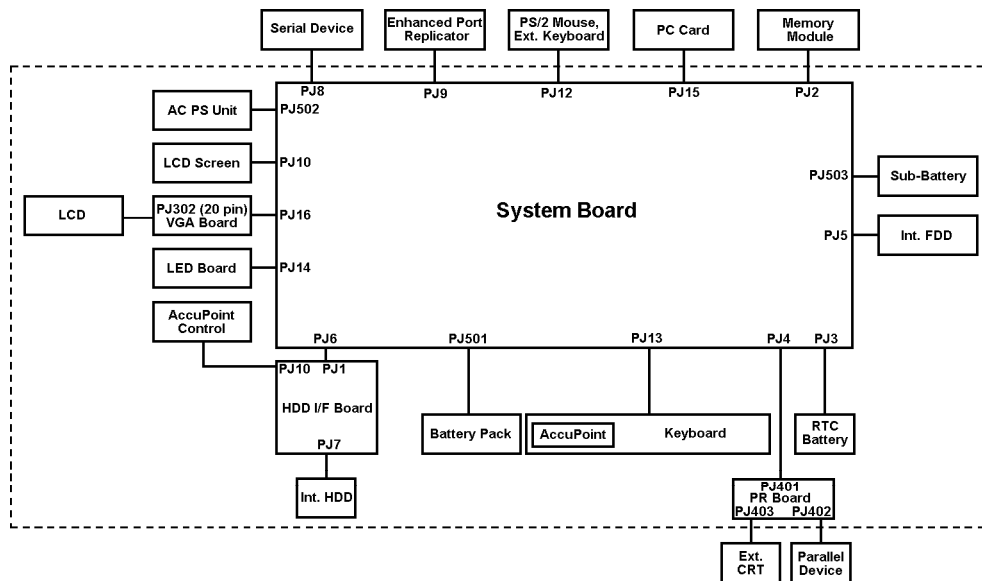 Serial Device
Enhanced Port
Replicator
PS/2 Mouse,
Ext. Keyboard
PC Card
Memory
Module
PJ8
PJ9
PJ12
PJ15
PJ2
AC PS Unit
PJ502
LCD Screen
PJ10
PJ503
Sub-Battery
LCD
PJ302 (20 pin)
VGA Board
PJ16
System Board
PJ5
Int. FDD
LED Board
PJ14
AccuPoint
Control
PJ6
PJ501
PJ13
PJ4
PJ3
PJ10
PJ1
HDD I/F Board
PJ7
Battery Pack
AccuPoint
Keyboard
RTC
Battery
Int. HDD
PJ401
PR Board
PJ403
PJ402
Ext.
CRT
Parallel
Device